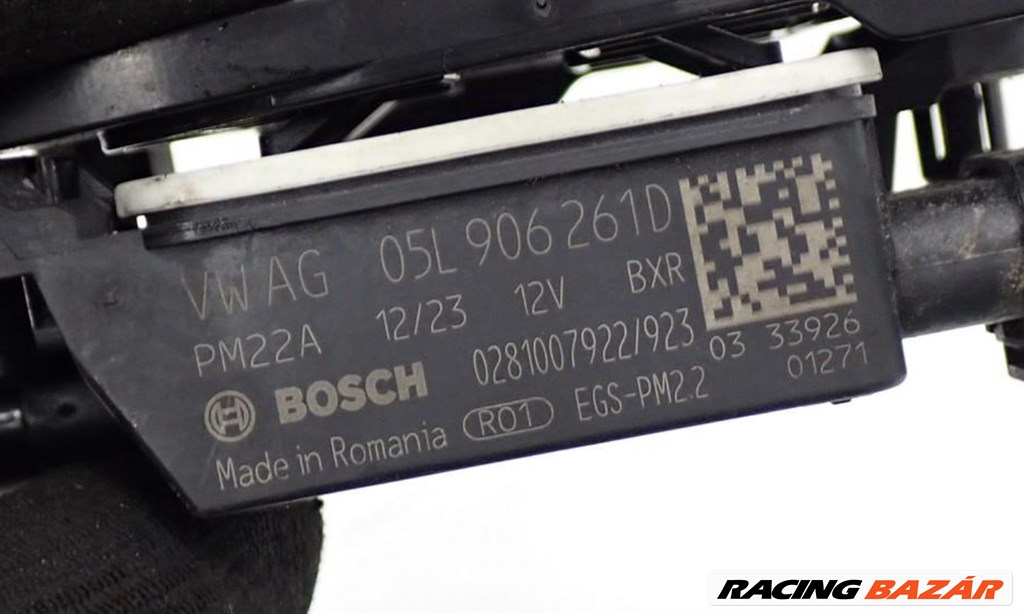 VW AG 05L 906 261D
PM22A 12/23 12V BXR
BOSCH 0281007922/923 03 33926
Made in Romania R01 EGS-PM2.2 01271
RACING BAZÁR